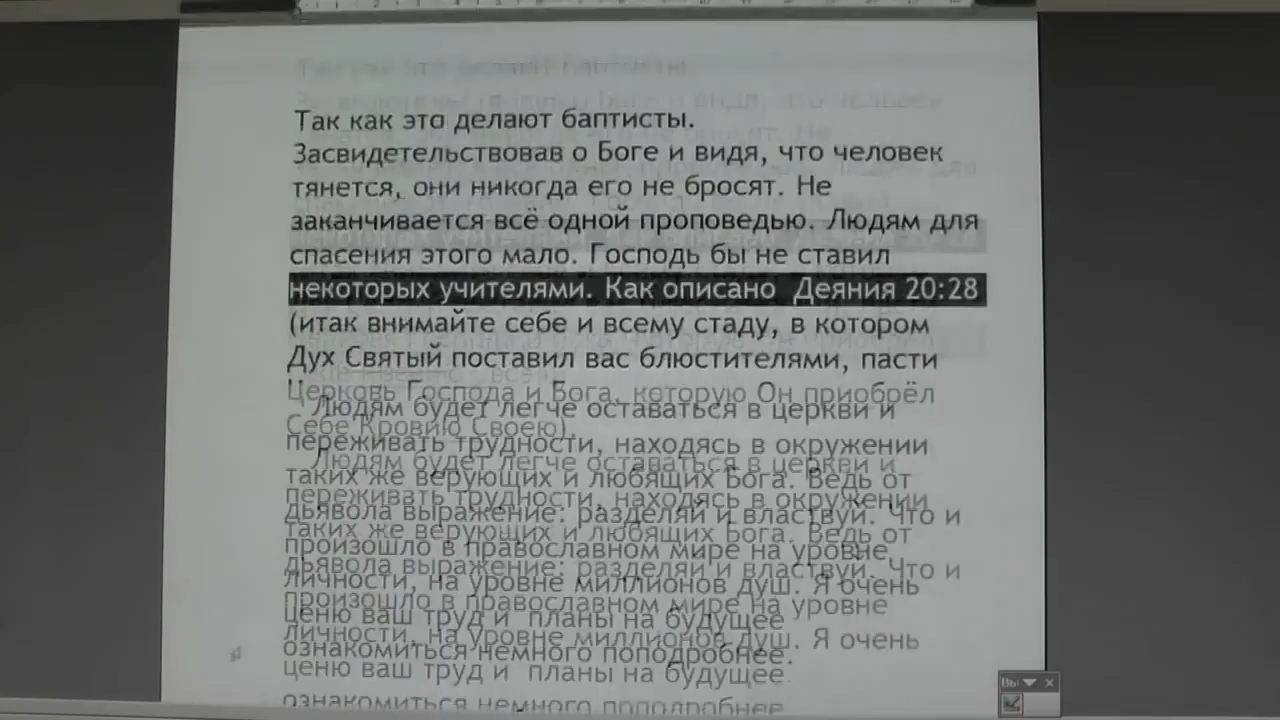 Так как эта делают баптисты.
Засвидетельствовав о Боге и видя, что человек
тянется, они никогда его не бросят. Не
заканчивается всё одной проповедью. Людям для
спасения этого мало. Господь бы не ставил
некоторых учителями. Как описано Деяния 20:28
(итак внимайте себе и всему стаду, в котором
Дух Святый поставил вас блюстителями, пасти
Церковь Господа и Бога, которую Он приобрёл
Себе Кровию Своею).
Людям будет легче оставаться в церкви и
переживать трудности, находясь в окружении
таких же верующих и любящих Бога. Ведь от
дьявола выражение: разделяй и властвуй. Что и
произошло в православном мире на уровне
личности, на уровне миллионов душ. Я очень
ценю ваш труд и планы на будущее
ознакомиться немного поподробнее.
Вы